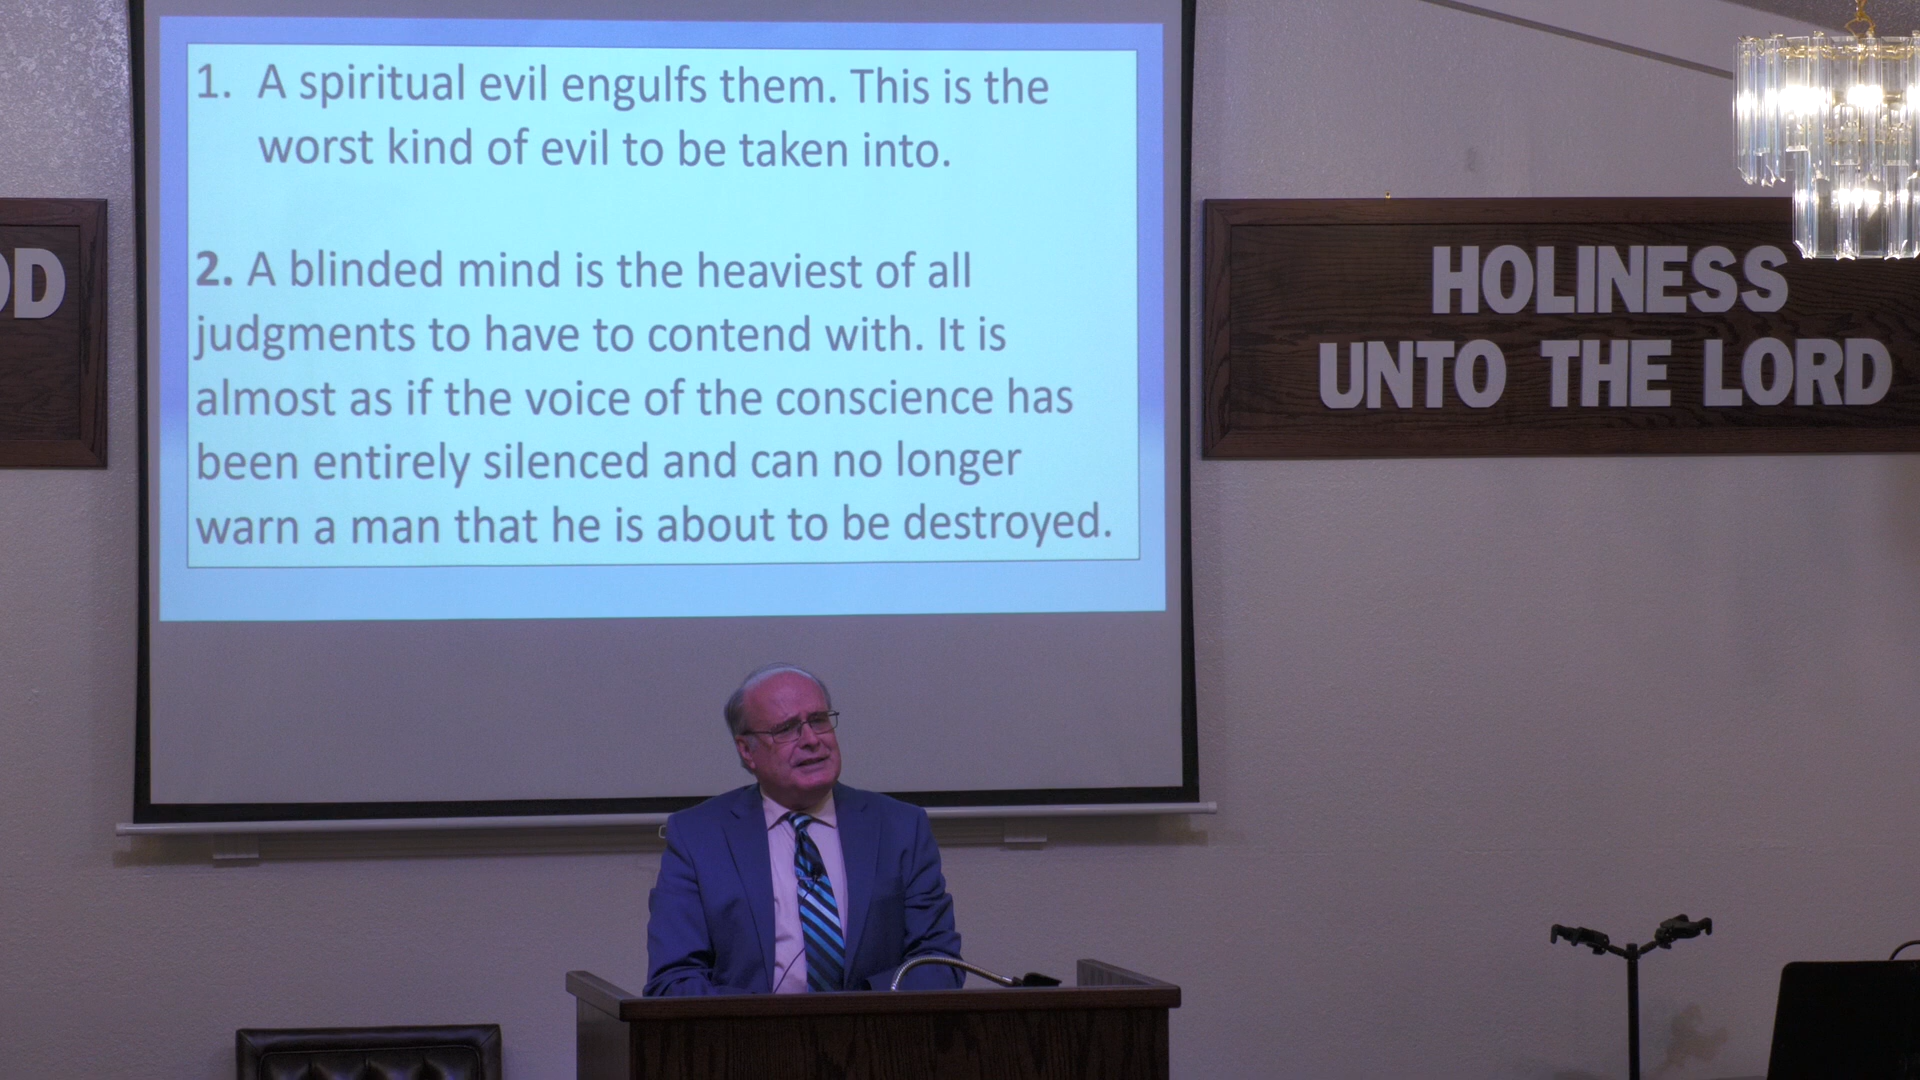 1. A spiritual evil engulfs them. This is the
worst kind of evil to be taken into.
2. A blinded mind is the heaviest of all
judgments to have to contend with. It is
almost as if the voice of the conscience has
been entirely silenced and can no longer
warn a man that he is about to be destroyed.
OD
HOLINESS
UNTO THE LORD